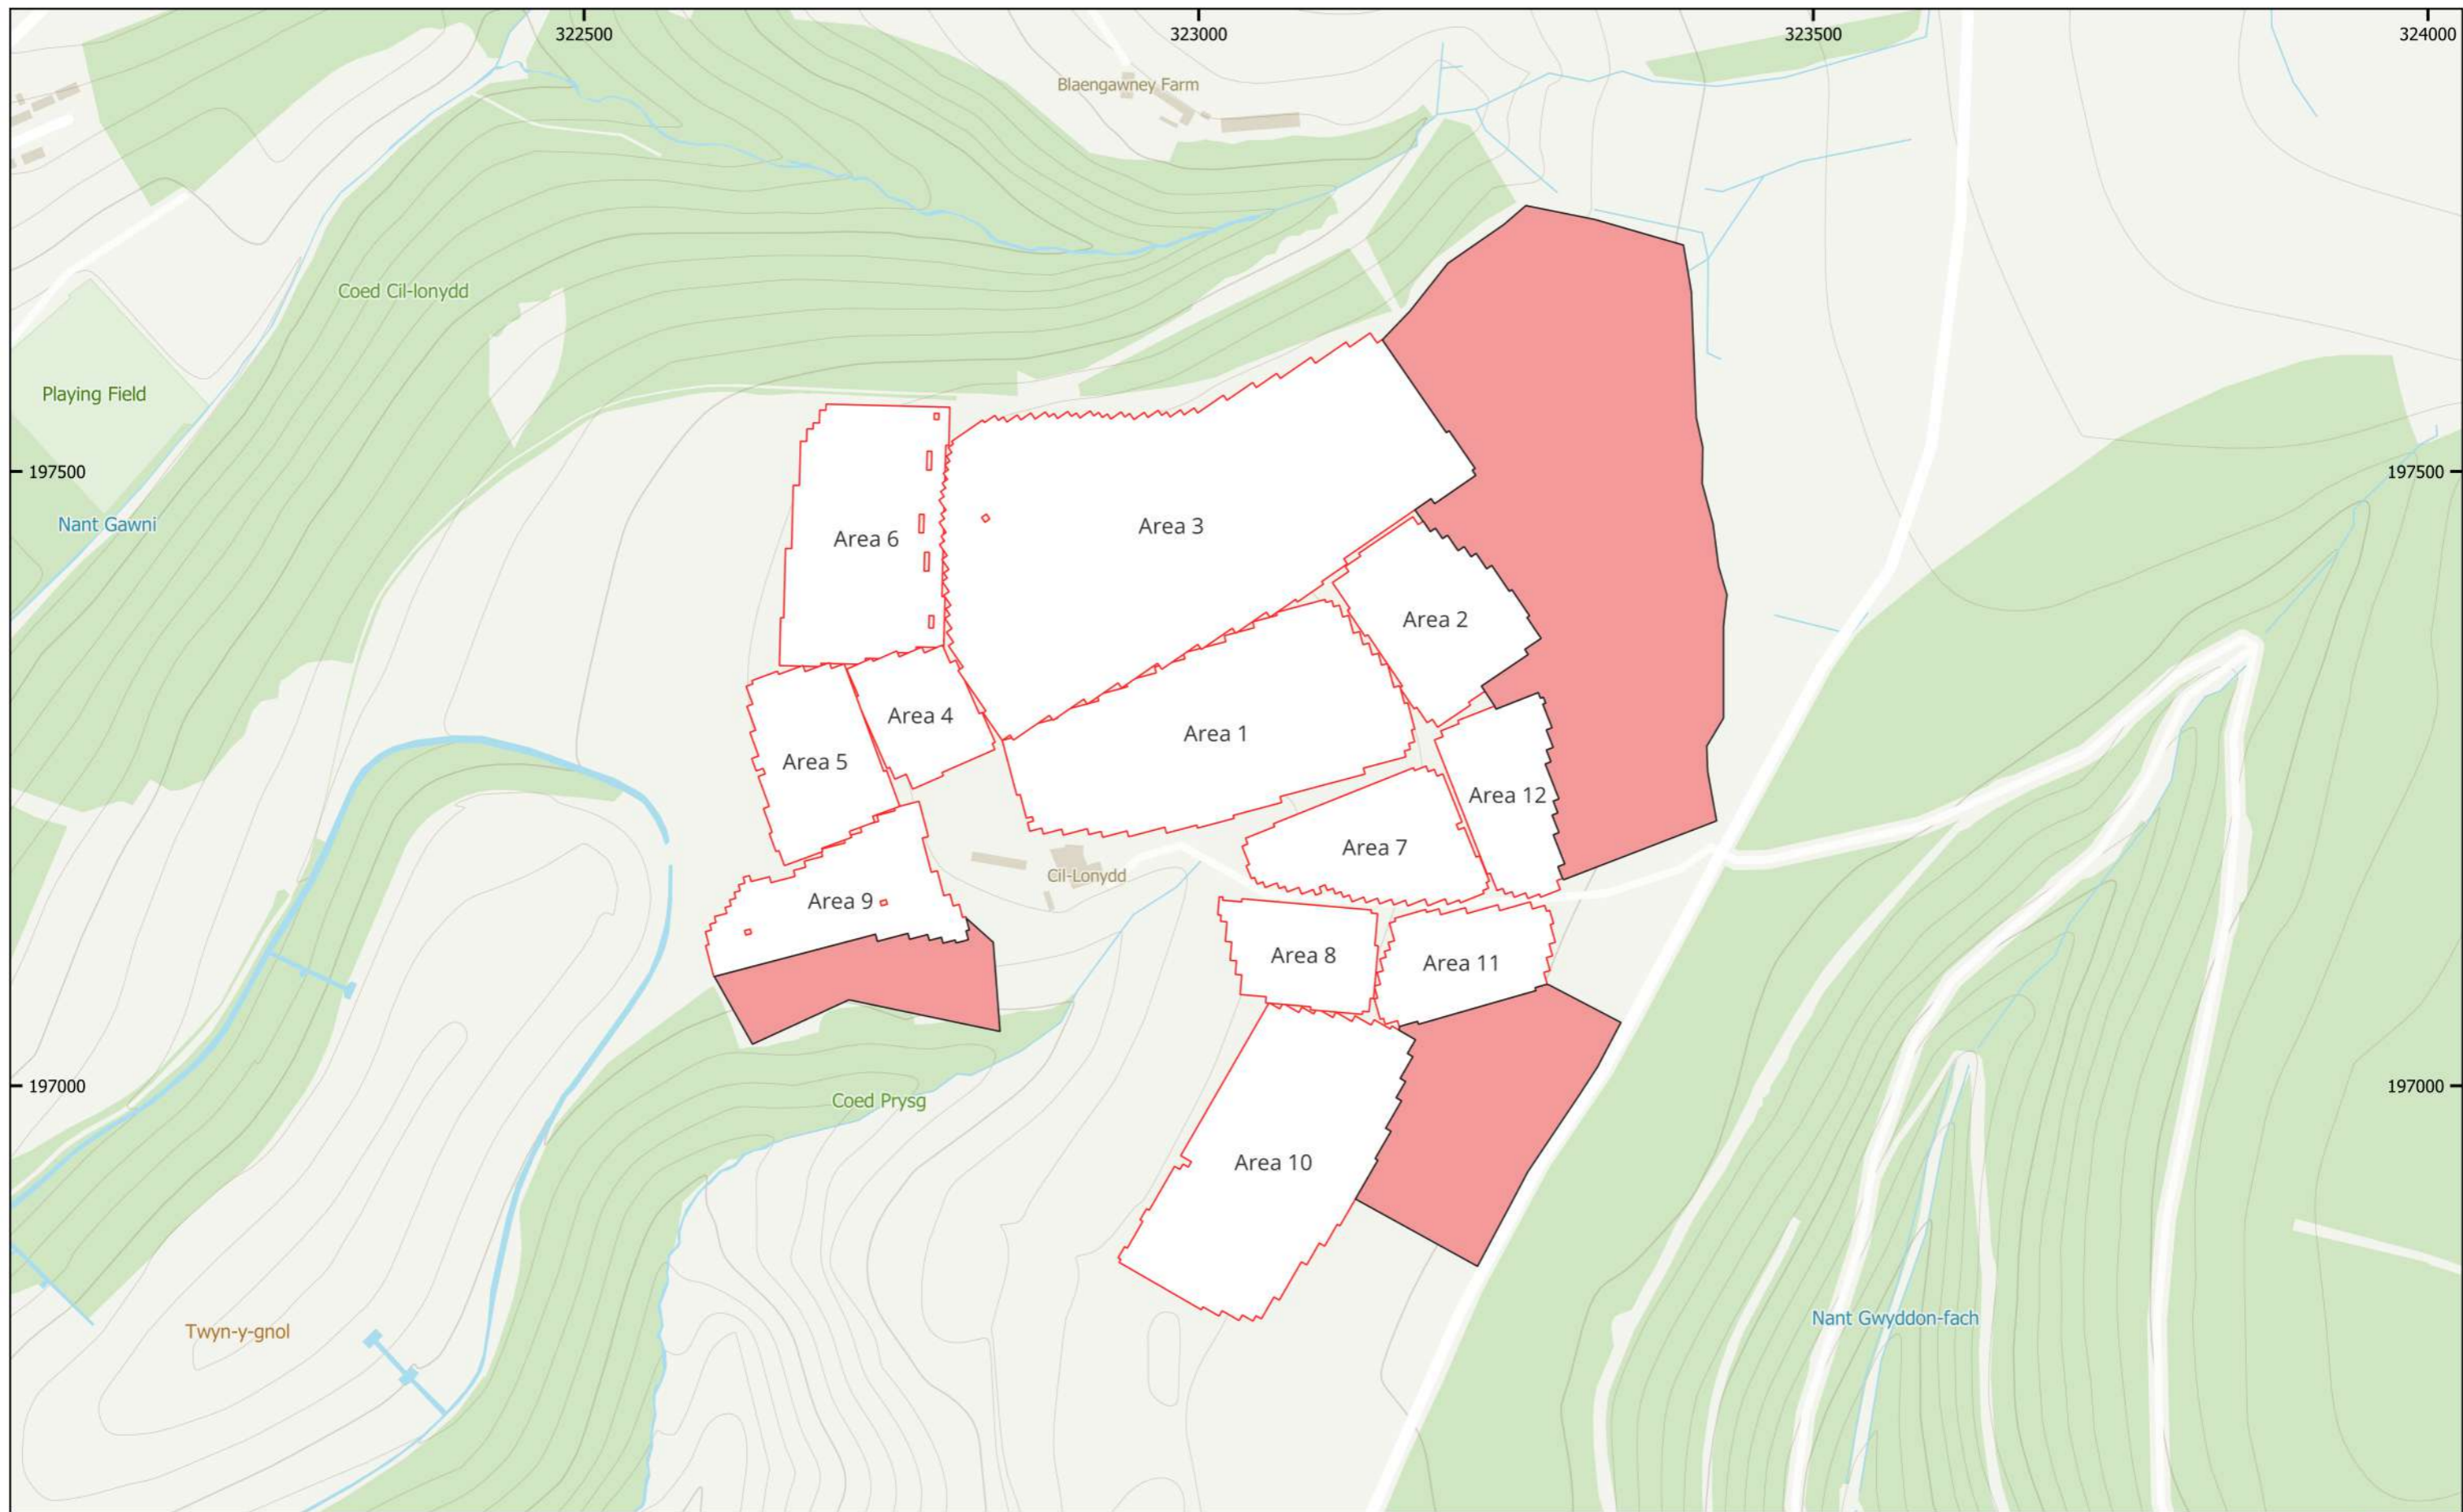 322500
323000
323500
324000
Blaengawney Farm
Coed Cil-lonydd
Playing Field
197500
197500
Nant Gawni
Area 6
Area 3
Area 2
Area 4
Area 1
Area 5
Area 12
Area 7
Cil-Lonydd
Area 9
Area 8
Area 11
197000
197000
Coed Prysg
Area 10
Nant Gwyddon-fach
Twyn-y-gnol